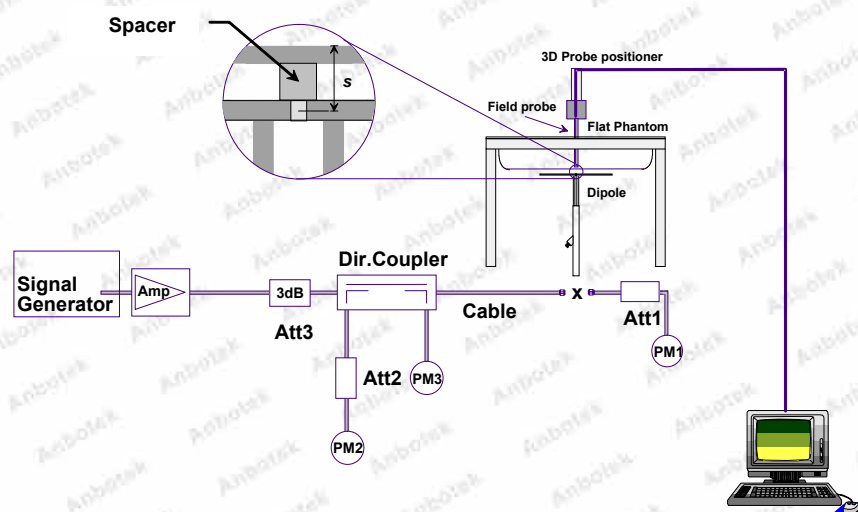 Spacer
s
3D Probe positioner
Field probe
Flat Phantom
Dipole
Dir.Coupler
Signal
Generator
Amp
3dB
Att3
Cable
x
Att1
PM1
Att2
PM3
PM2
Anbotek